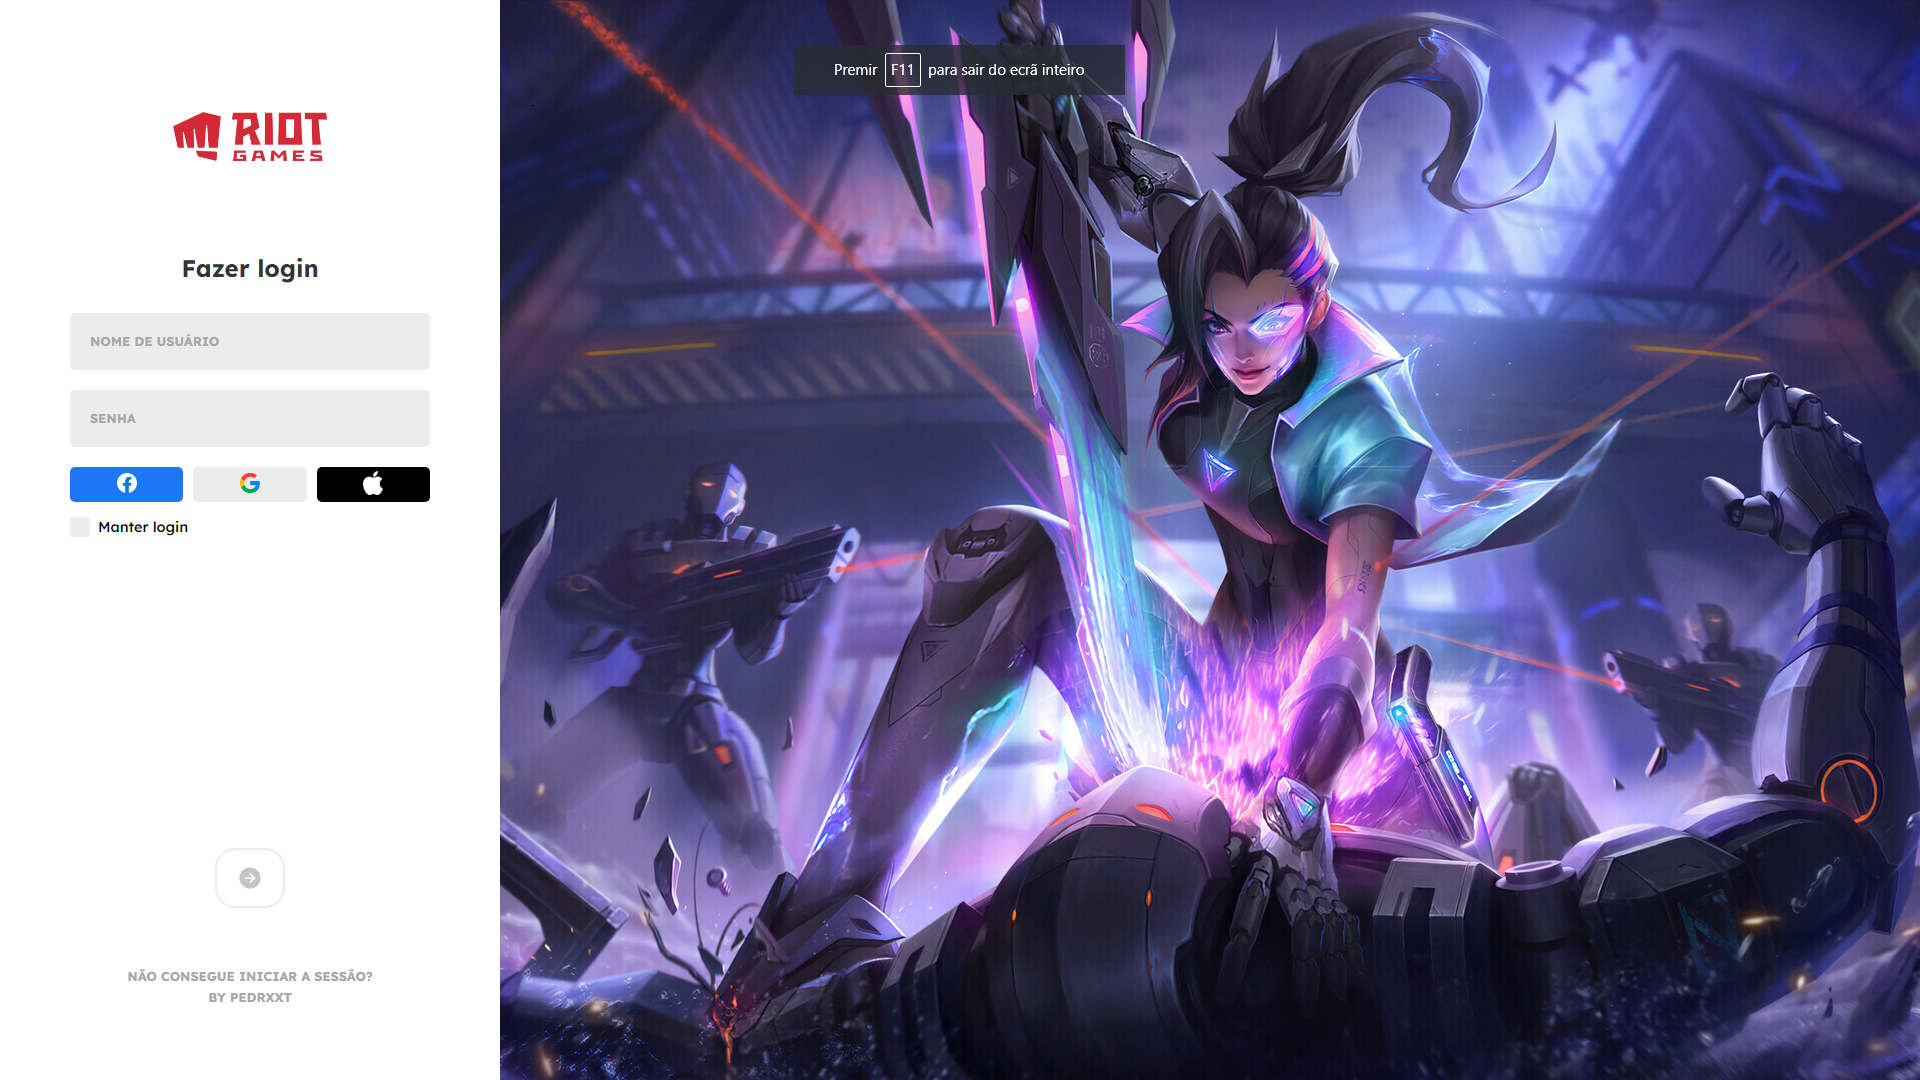 RIOT
GAMES
Fazer login
NOME DE USUÁRIO
SENHA
Manter login
NÃO CONSEGUE INICIAR A SESSÃO?
BY PEDRXXT
Premir F11 para sair do ecrã inteiro